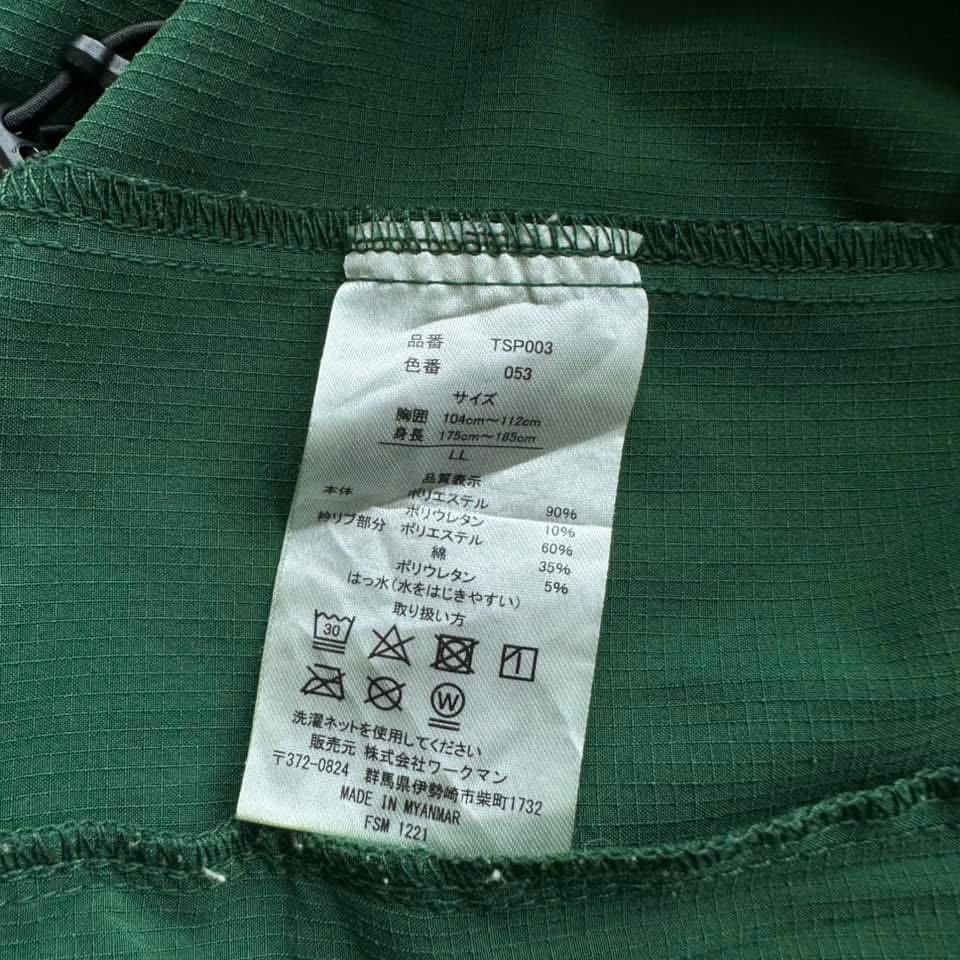 品番 TSP003
色番 053
サイズ
胸囲 104cm～112cm
身長 175cm～185cm
LL
品質表示
本体 ポリエステル 90%
ポリウレタン 10%
衿リブ部分 ポリエステル 60%
綿 35%
ポリウレタン 5%
はっ水(水をはじきやすい)
取り扱い方
30
W
洗濯ネットを使用してください
販売元 株式会社ワークマン
〒372-0824 群馬県伊勢崎市柴町1732
MADE IN MYANMAR
FSM 1221